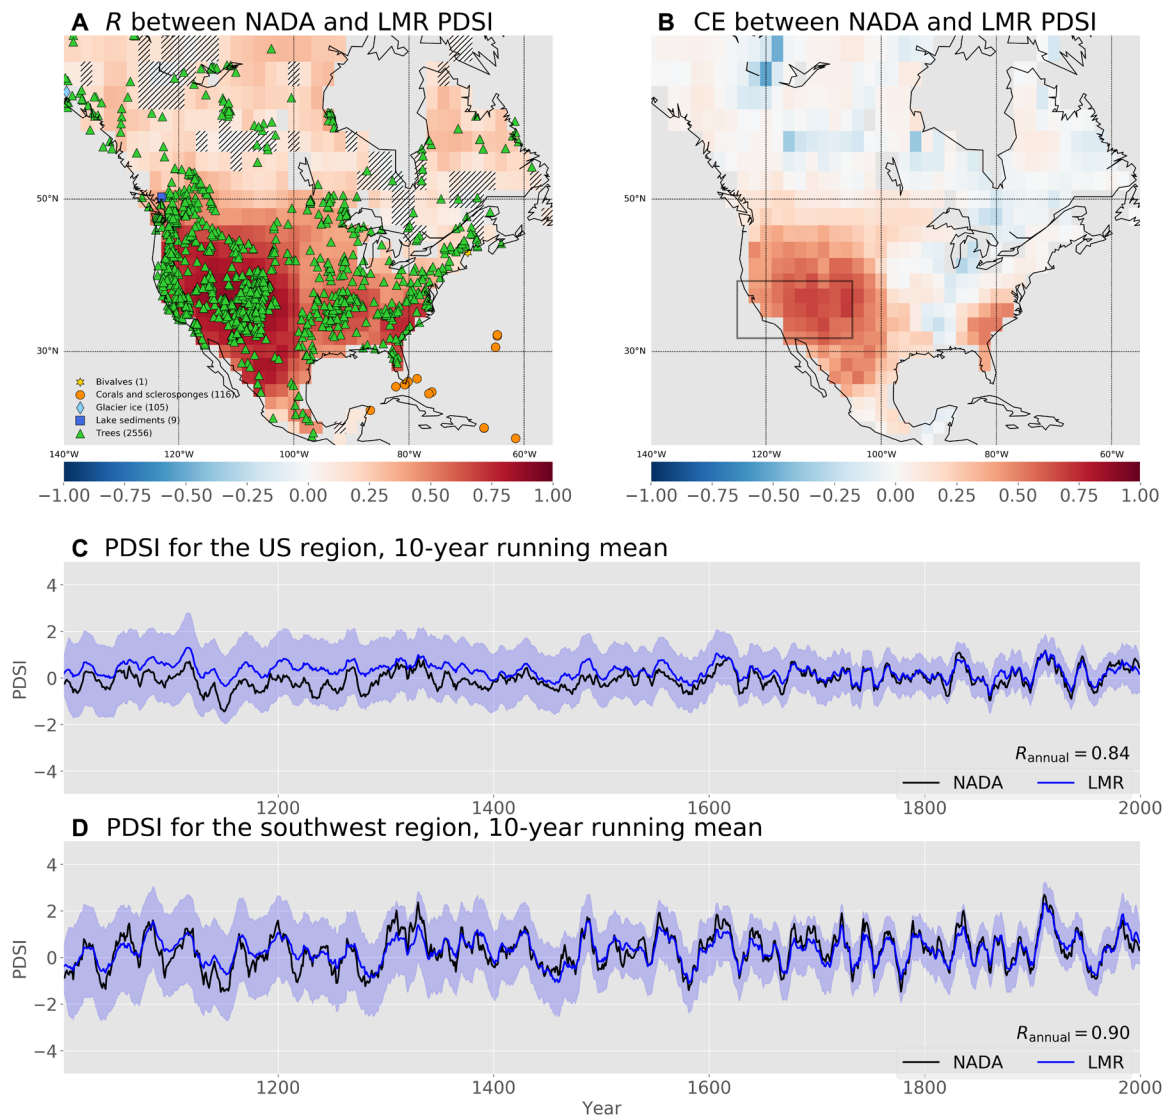 A R between NADA and LMR PDSI
B CE between NADA and LMR PDSI
50°N
30°N
Bivalves (1)
Corals and sclerosponges (116)
Glacier ice (105)
Lake sediments (9)
Trees (2556)
140°W 120°W 100°W 80°W 60°W
−1.00 −0.75 −0.50 −0.25 0.00 0.25 0.50 0.75 1.00
50°N
30°N
140°W 120°W 100°W 80°W 60°W
−1.00 −0.75 −0.50 −0.25 0.00 0.25 0.50 0.75 1.00
C PDSI for the US region, 10-year running mean
PDSI
4
2
0
−2
−4
Rannual = 0.84
NADA LMR
1200 1400 1600 1800 2000
D PDSI for the southwest region, 10-year running mean
PDSI
4
2
0
−2
−4
Rannual = 0.90
NADA LMR
1200 1400 1600 1800 2000
Year